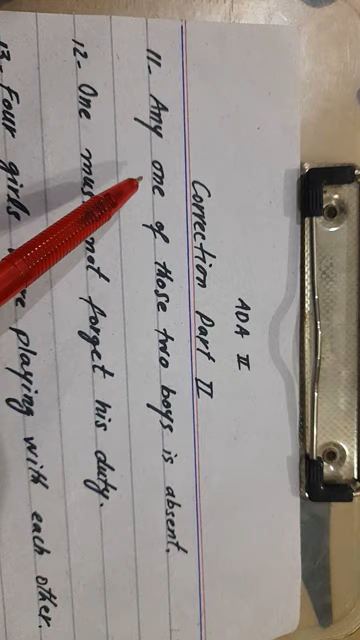 ADA II
Correction Part II
11- Any one of those two boys is absent.
12- One must not forget his duty.
13- Four girls playing with each other.